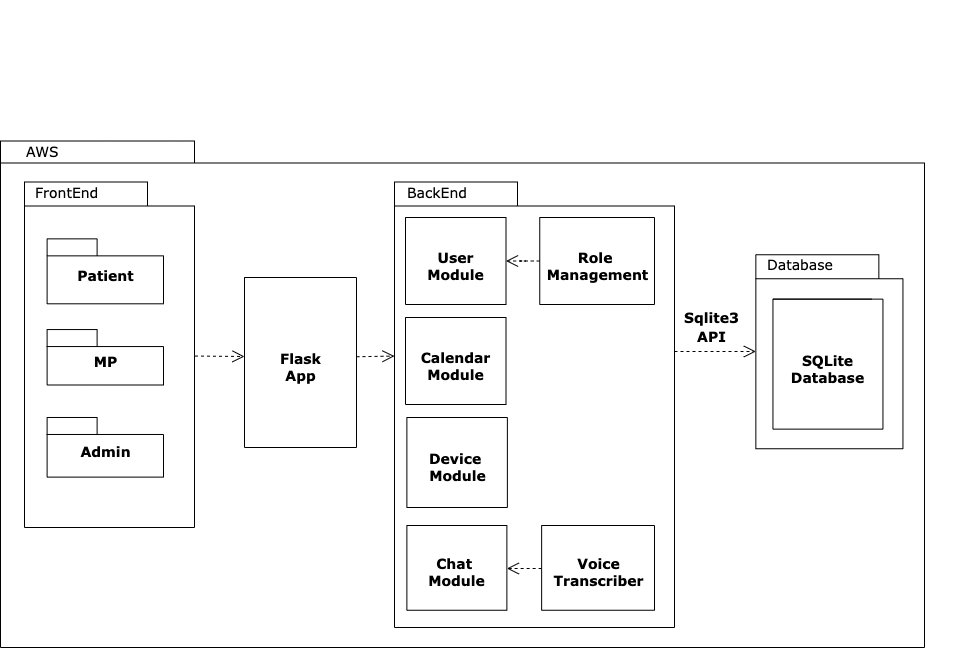 AWS
FrontEnd
Patient
MP
Admin
Flask
App
BackEnd
User
Module
Role
Management
Calendar
Module
Device
Module
Chat
Module
Voice
Transcriber
Sqlite3
API
Database
SQLite
Database